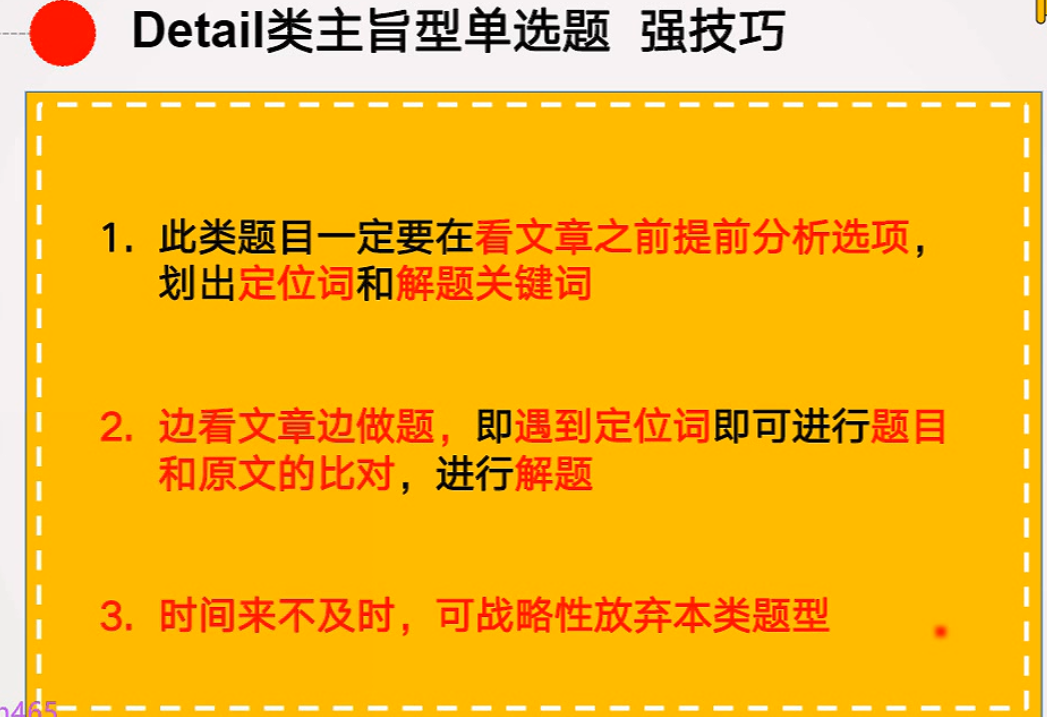 Detail类主旨型单选题 强技巧
1. 此类题目一定要在看文章之前提前分析选项，
划出定位词和解题关键词
2. 边看文章边做题，即遇到定位词即可进行题目
和原文的比对，进行解题
3. 时间来不及时，可战略性放弃本类题型
h465